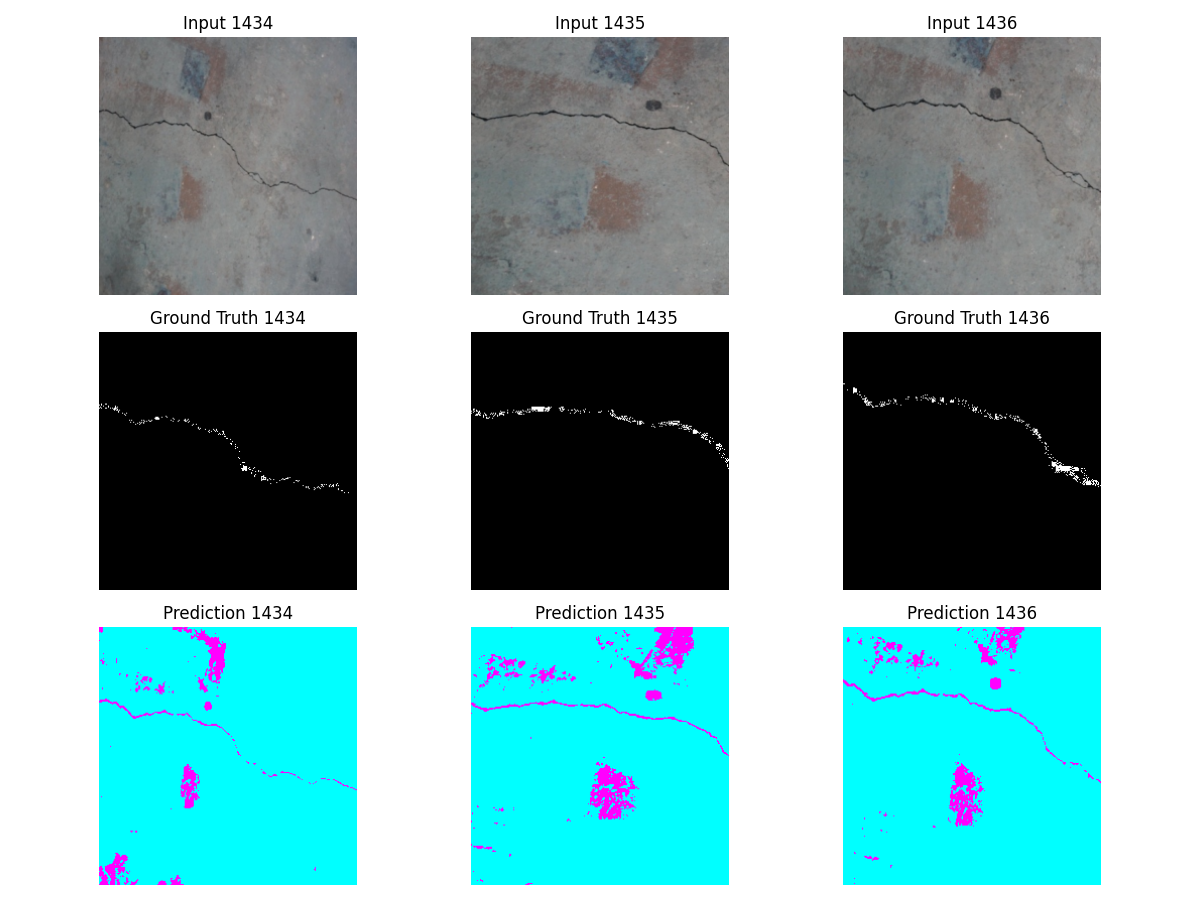 Input 1434
Input 1435
Input 1436
Ground Truth 1434
Ground Truth 1435
Ground Truth 1436
Prediction 1434
Prediction 1435
Prediction 1436